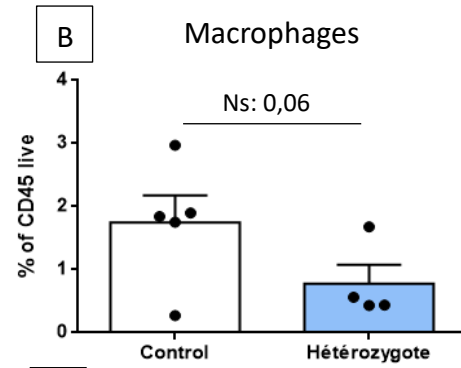 B
Macrophages
Ns: 0,06
% of CD45 live
4
3
2
1
0
Control
Hétérozygote